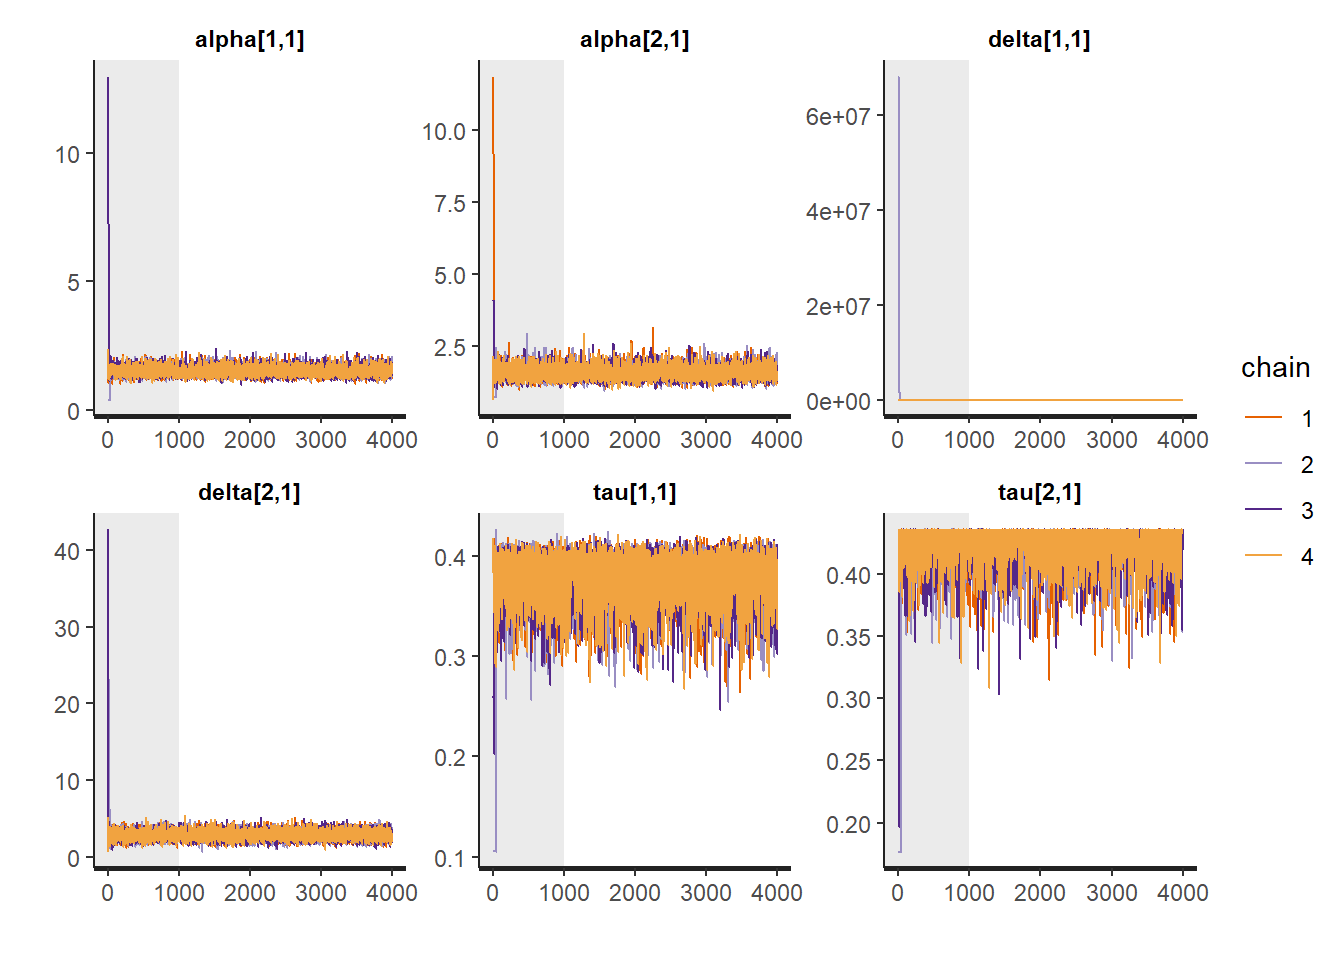 alpha[1,1] alpha[2,1] delta[1,1]
10
5
0
0 1000 2000 3000 4000
10.0
7.5
5.0
2.5
0 1000 2000 3000 4000
6e+07
4e+07
2e+07
0e+00
0 1000 2000 3000 4000
delta[2,1] tau[1,1] tau[2,1]
40
30
20
10
0
0 1000 2000 3000 4000
0.4
0.3
0.2
0.1
0 1000 2000 3000 4000
0.40
0.35
0.30
0.25
0.20
0 1000 2000 3000 4000
chain
1
2
3
4